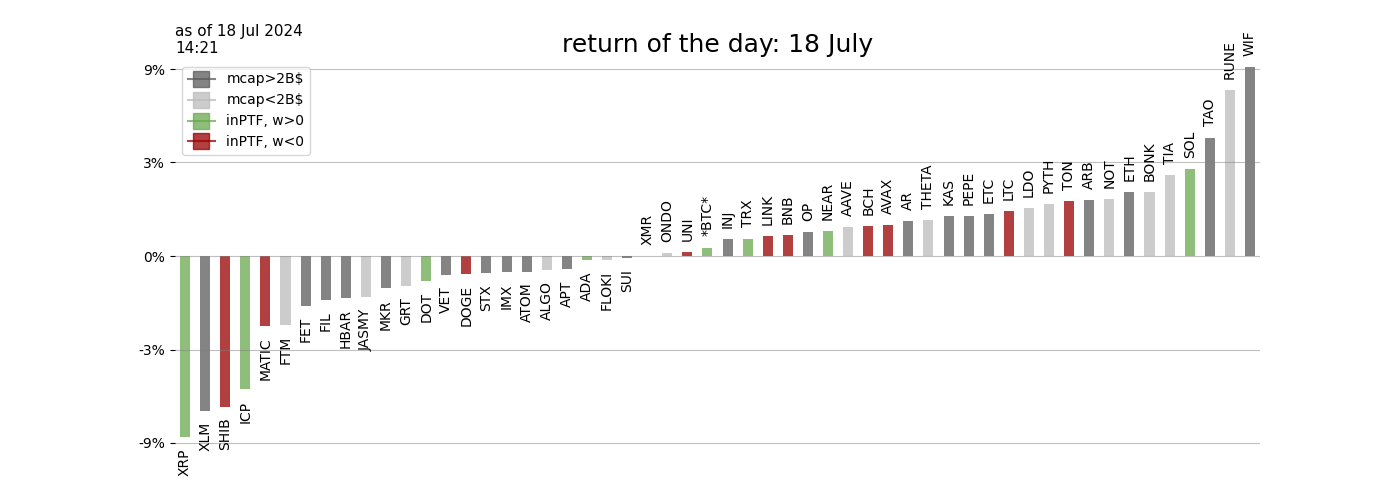 as of 18 Jul 2024
14:21
return of the day: 18 July
mcap>2B$
mcap<2B$
inPTF, w>0
inPTF, w<0
9%
3%
0%
-3%
-9%
XRP
XLM
SHIB
ICP
MATIC
FTM
FET
FIL
HBAR
JASMY
MKR
GRT
DOT
VET
DOGE
STX
IMX
ATOM
ALGO
APT
ADA
FLOKI
SUI
XMR
ONDO
UNI
*BTC*
INJ
TRX
LINK
BNB
OP
NEAR
AAVE
BCH
AVAX
AR
THETA
KAS
PEPE
ETC
LTC
LDO
PYTH
TON
ARB
NOT
ETH
BONK
TIA
SOL
TAO
RUNE
WIF